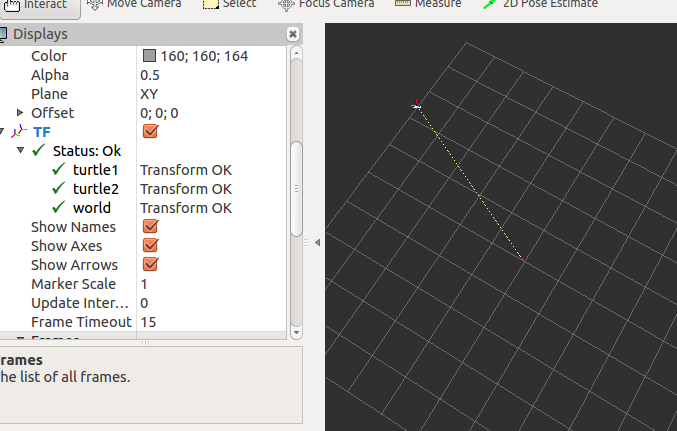 Interact Move Camera Select Focus Camera Measure 2D Pose Estimate
Displays
Color 160; 160; 164
Alpha 0.5
Plane XY
Offset 0; 0; 0
TF
Status: Ok
turtle1 Transform OK
turtle2 Transform OK
world Transform OK
Show Names
Show Axes
Show Arrows
Marker Scale 1
Update Inter... 0
Frame Timeout 15
Frames
rames
he list of all frames.